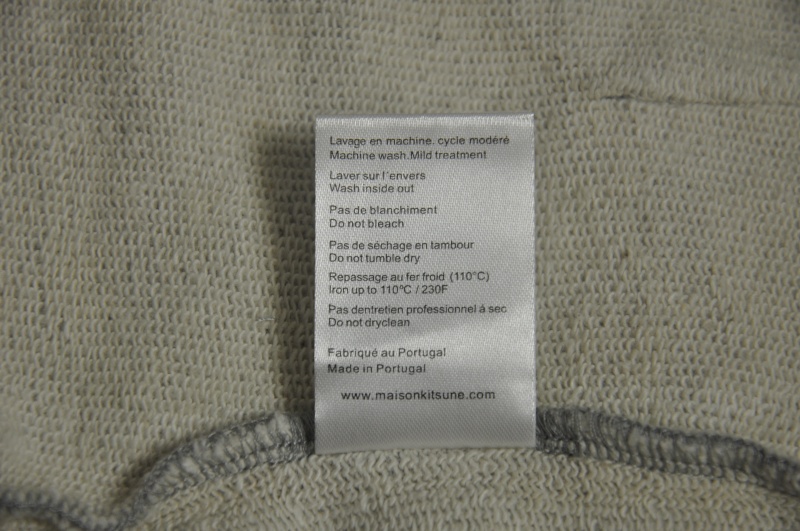 Lavage en machine. cycle modéré
Machine wash.Mild treatment
Laver sur l'envers
Wash inside out
Pas de blanchiment
Do not bleach
Pas de séchage en tambour
Do not tumble dry
Repassage au fer froid (110°C)
Iron up to 110°C / 230F
Pas dentretien professionnel á sec
Do not dryclean
Fabriqué au Portugal
Made in Portugal
www.maisonkitsune.com